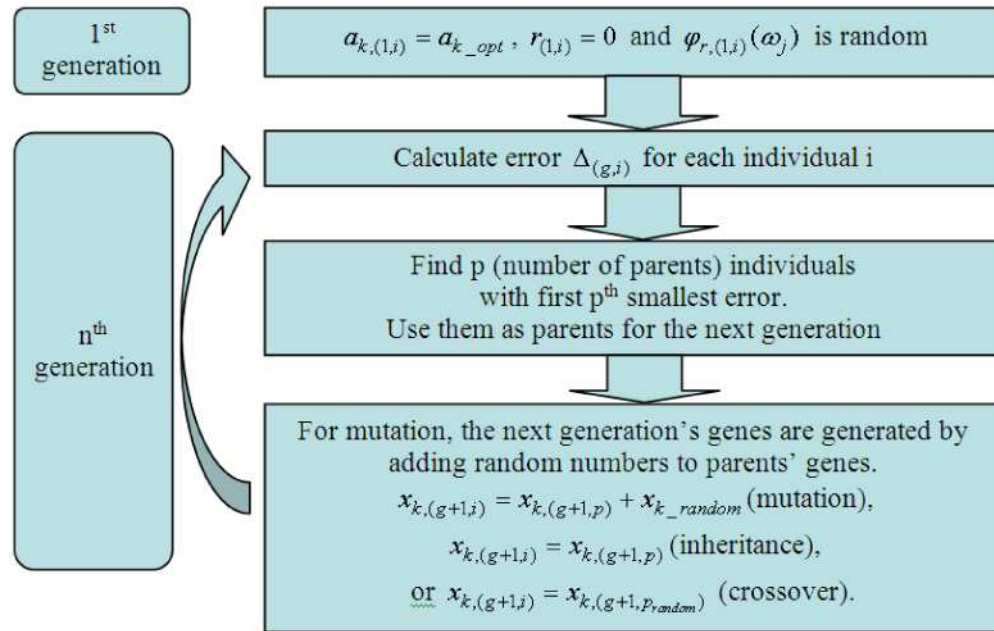 1st
generation
a_{k,(1,i)} = a_{k_opt} , r_{(1,i)} = 0 and φ_{r,(1,i)}(ω_j) is random
Calculate error Δ_{(g,i)} for each individual i
Find p (number of parents) individuals
with first pth smallest error.
Use them as parents for the next generation
nth
generation
For mutation, the next generation’s genes are generated by
adding random numbers to parents’ genes.
x_{k,(g+1,i)} = x_{k,(g+1,p)} + x_{k_random} (mutation),
x_{k,(g+1,i)} = x_{k,(g+1,p)} (inheritance),
or x_{k,(g+1,i)} = x_{k,(g+1,p_{random})} (crossover).